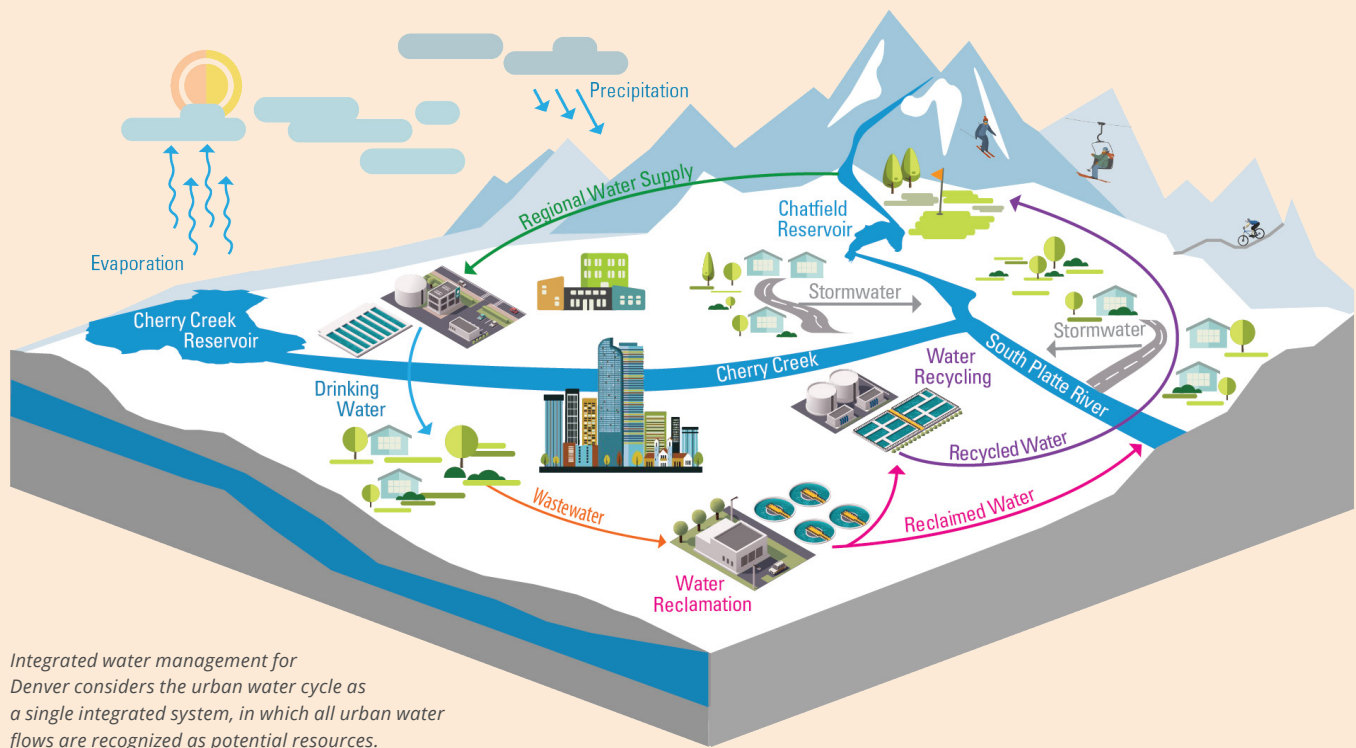 Precipitation
Regional Water Supply
Chatfield
Reservoir
Evaporation
Stormwater
Stormwater
Cherry Creek
Reservoir
Cherry Creek
South Platte River
Water
Recycling
Drinking
Water
Recycled Water
Wastewater
Reclaimed Water
Water
Reclamation
Integrated water management for
Denver considers the urban water cycle as
a single integrated system, in which all urban water
flows are recognized as potential resources.